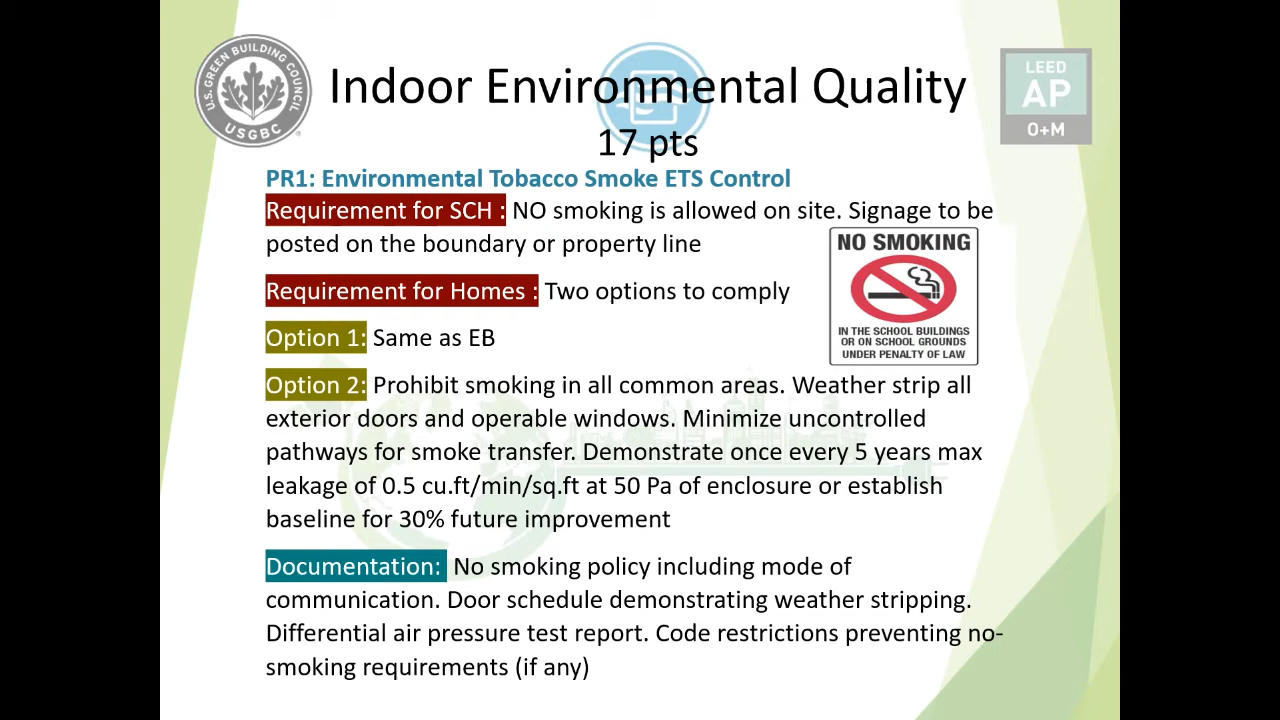 U.S. GREEN BUILDING COUNCIL
USGBC
Indoor Environmental Quality
17 pts
LEED
AP
O+M
PR1: Environmental Tobacco Smoke ETS Control
Requirement for SCH : NO smoking is allowed on site. Signage to be
posted on the boundary or property line
NO SMOKING
IN THE SCHOOL BUILDINGS
OR ON SCHOOL GROUNDS
UNDER PENALTY OF LAW
Requirement for Homes : Two options to comply
Option 1: Same as EB
Option 2: Prohibit smoking in all common areas. Weather strip all
exterior doors and operable windows. Minimize uncontrolled
pathways for smoke transfer. Demonstrate once every 5 years max
leakage of 0.5 cu.ft/min/sq.ft at 50 Pa of enclosure or establish
baseline for 30% future improvement
Documentation: No smoking policy including mode of
communication. Door schedule demonstrating weather stripping.
Differential air pressure test report. Code restrictions preventing no-
smoking requirements (if any)